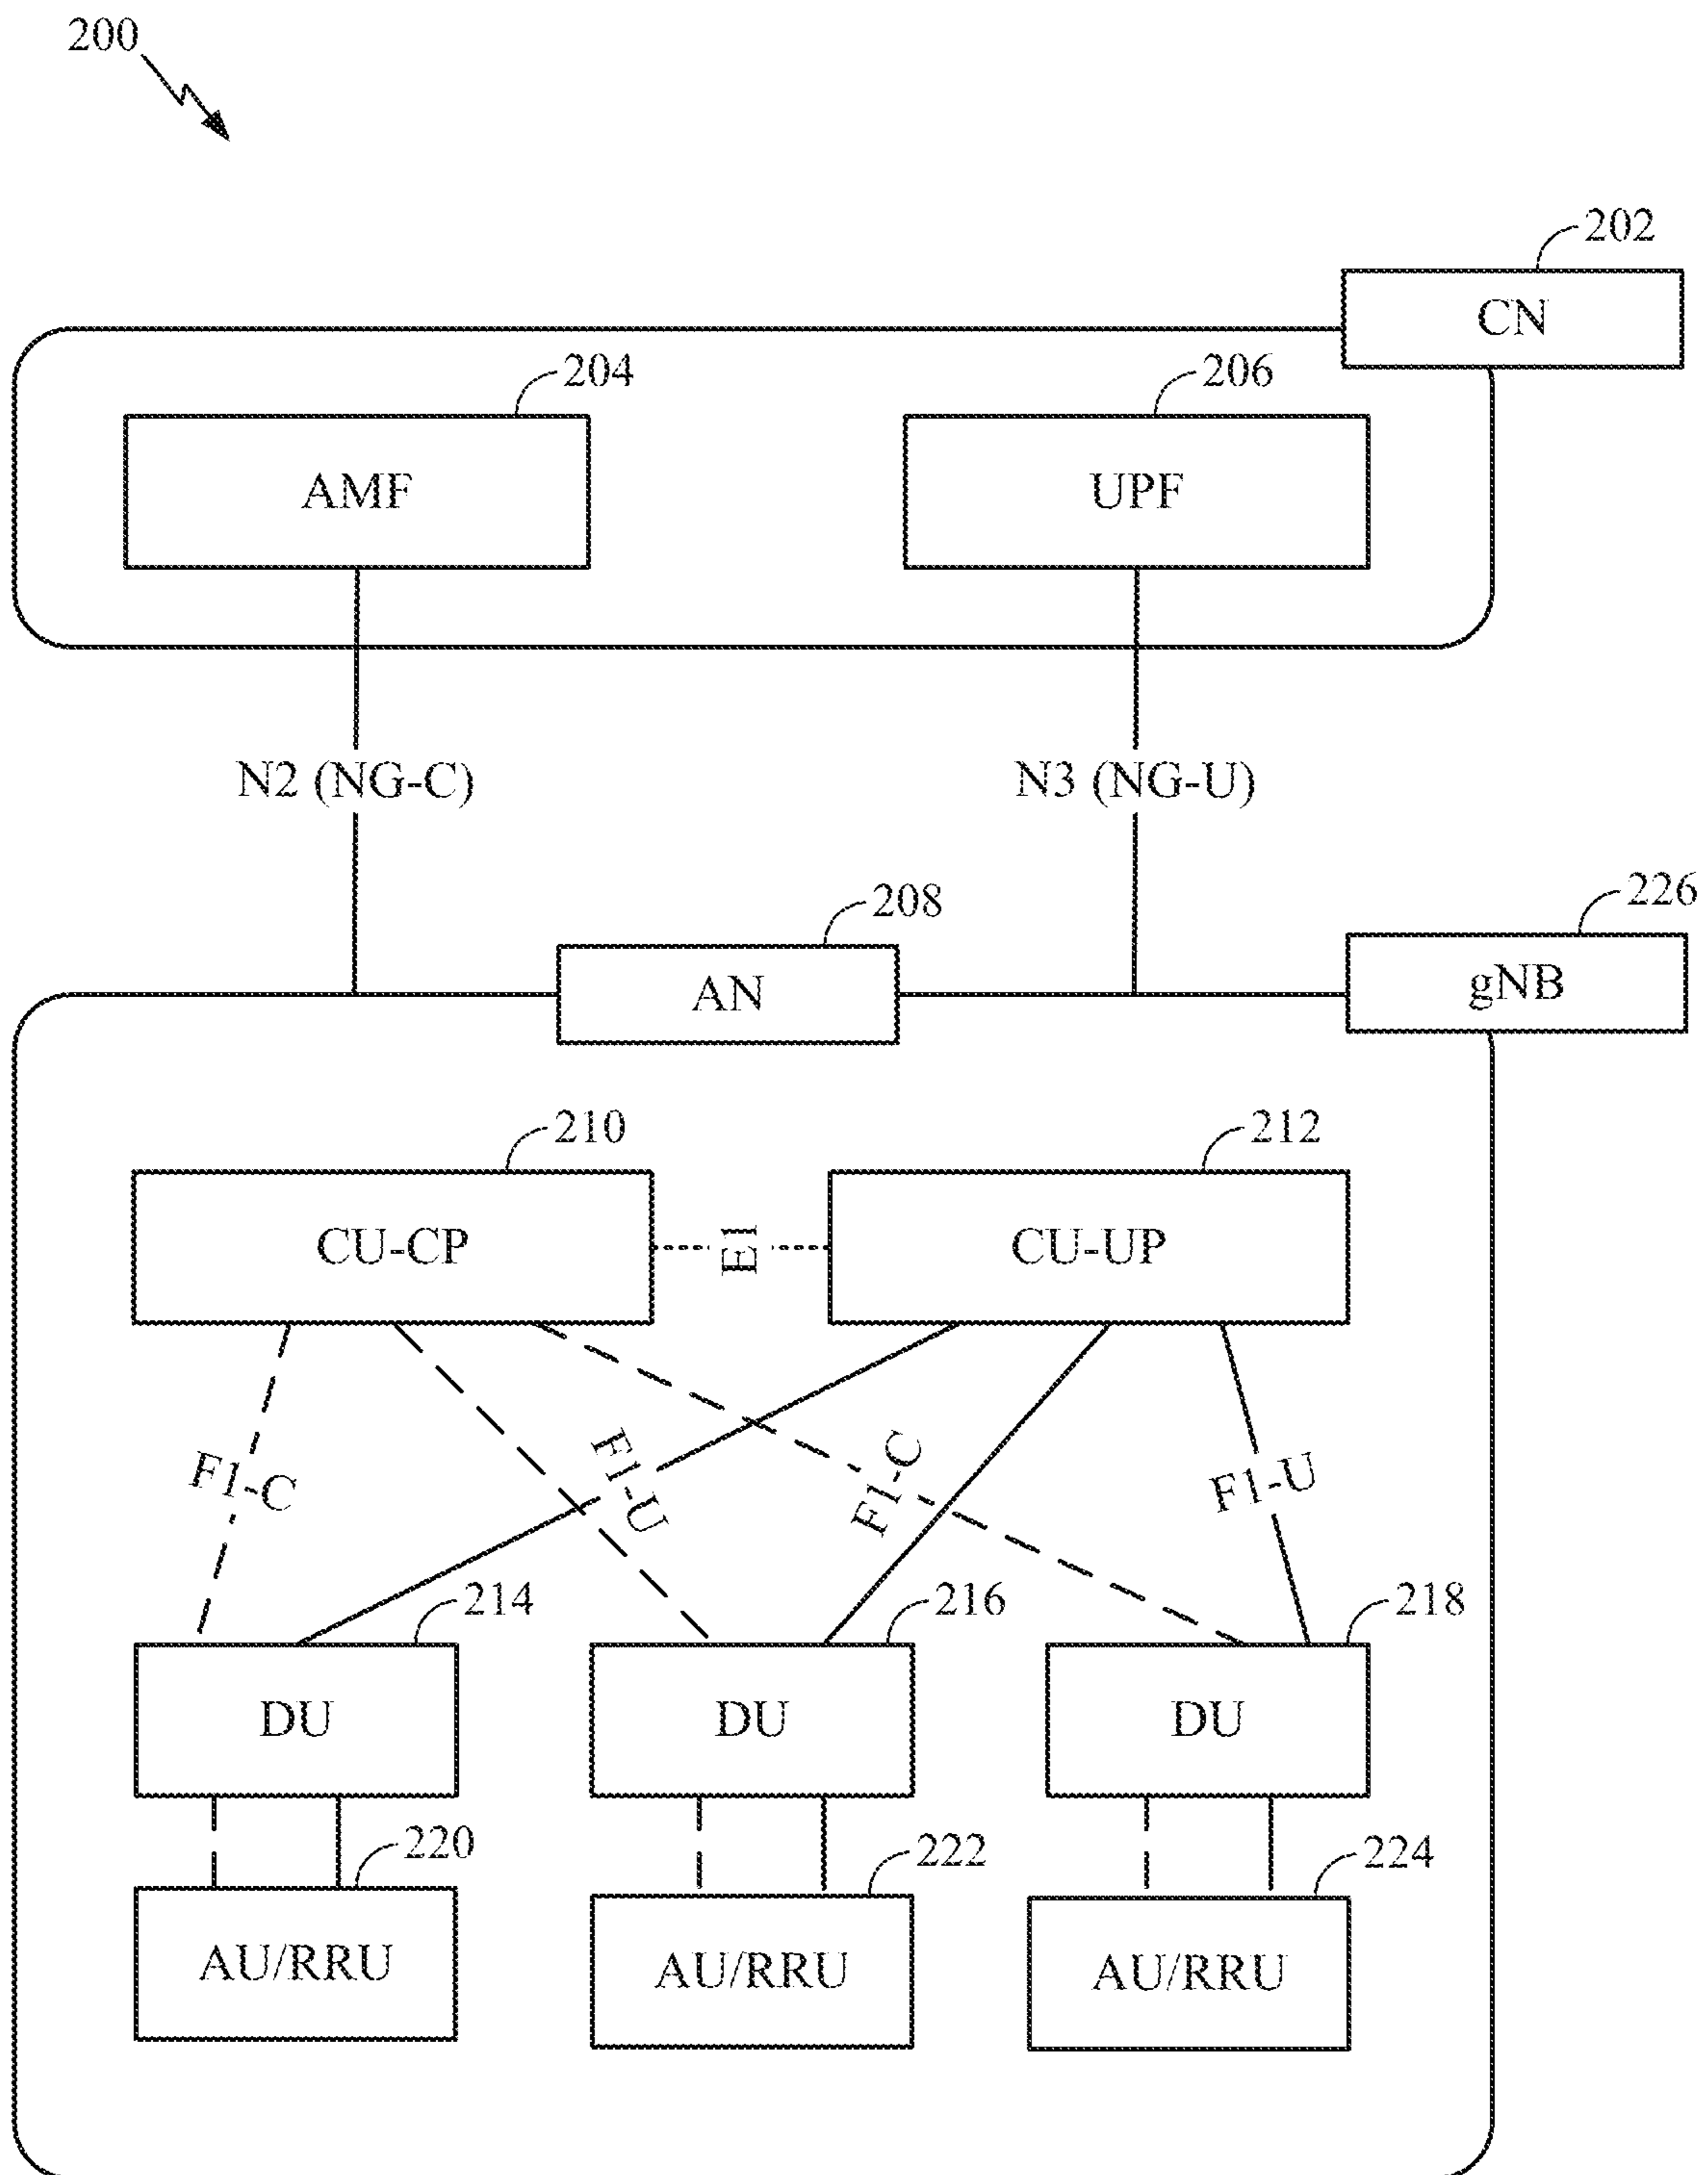 200
202
CN
204
206
AMF
UPF
N2 (NG-C)
N3 (NG-U)
208
226
AN
gNB
210
212
CU-CP
E1
CU-UP
F1-C
F1-U
F1-C
F1-U
214
216
218
DU
DU
DU
220
222
224
AU/RRU
AU/RRU
AU/RRU